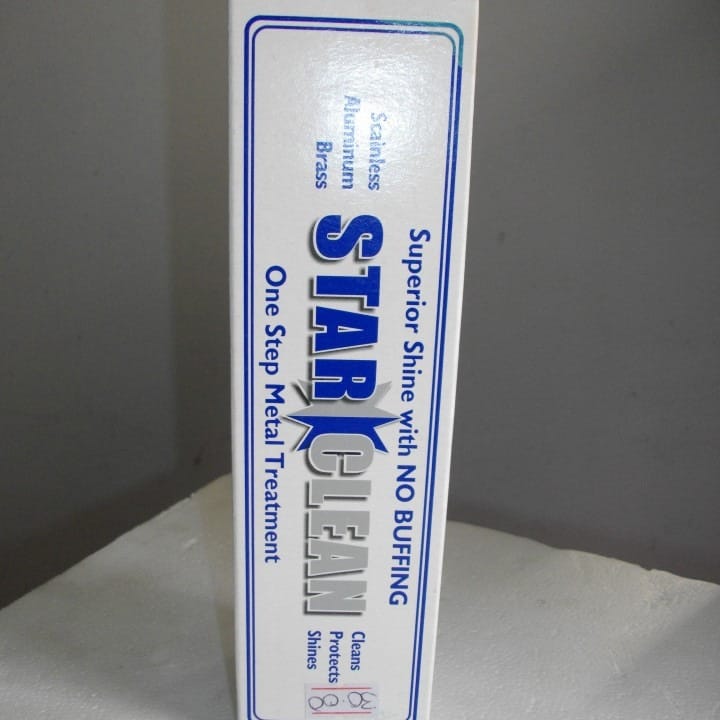 Superior Shine with NO BUFFING
Stainless
Aluminum
Brass
STAR CLEAN
Cleans
Protects
Shines
One Step Metal Treatment